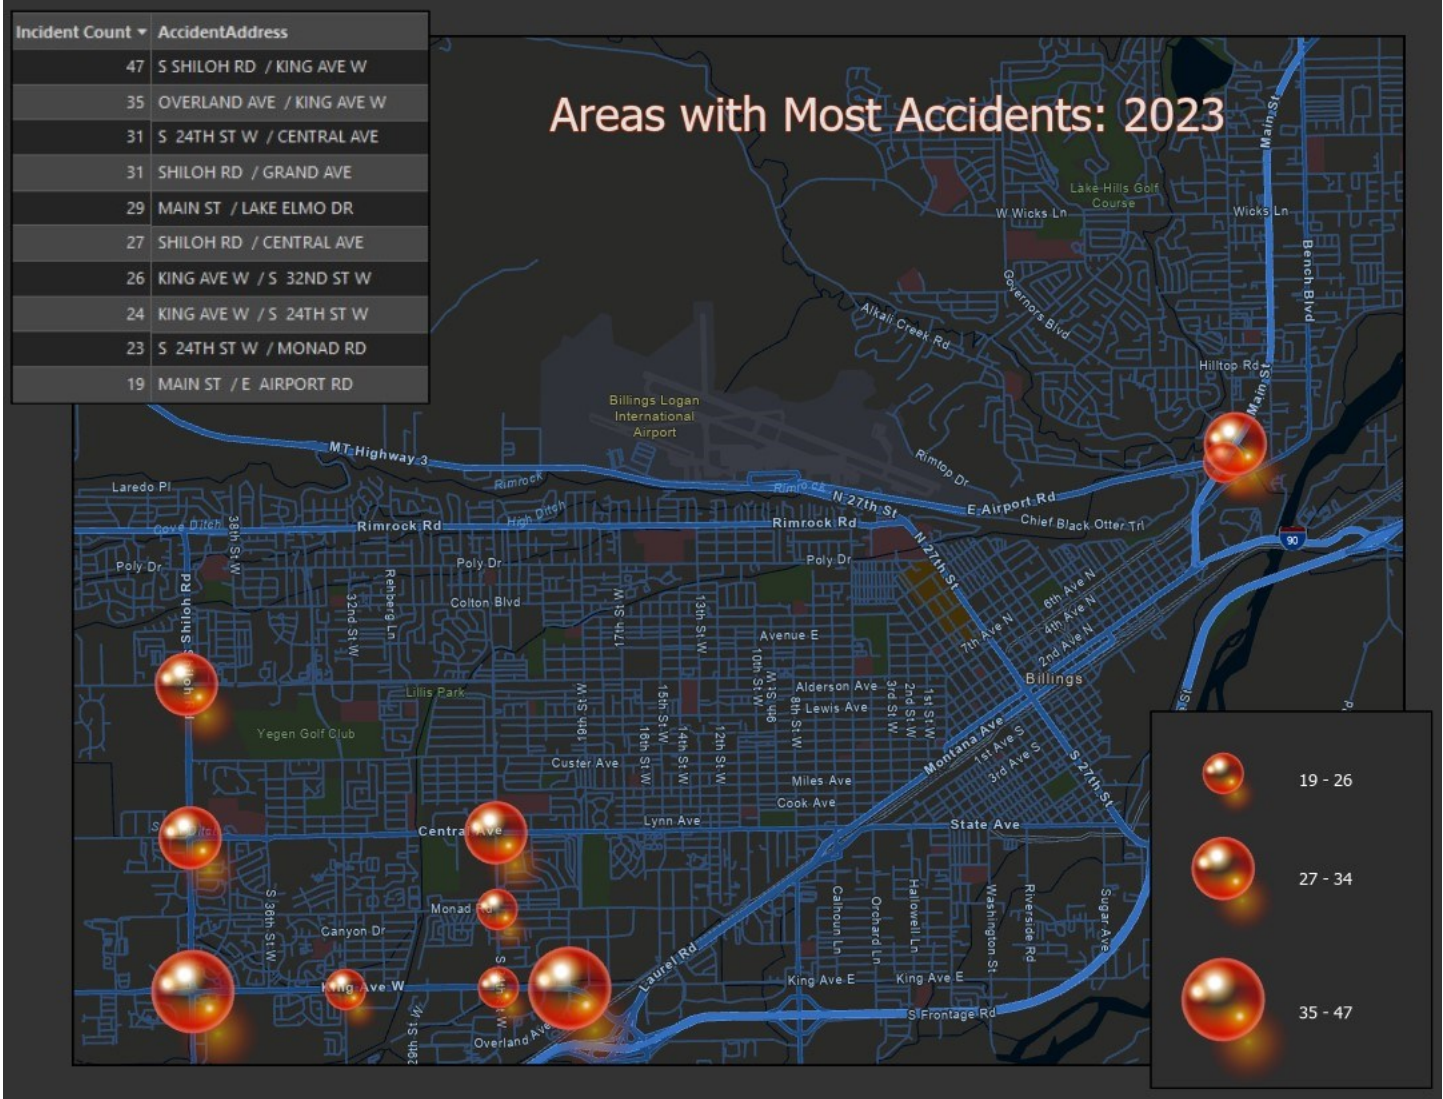 Incident Count AccidentAddress
47 S SHILOH RD / KING AVE W
35 OVERLAND AVE / KING AVE W
31 S 24TH ST W / CENTRAL AVE
31 SHILOH RD / GRAND AVE
29 MAIN ST / LAKE ELMO DR
27 SHILOH RD / CENTRAL AVE
26 KING AVE W / S 32ND ST W
24 KING AVE W / S 24TH ST W
23 S 24TH ST W / MONAD RD
19 MAIN ST / E AIRPORT RD
Areas with Most Accidents: 2023
Main St
Lake Hills Golf
Course
W Wicks Ln
Wicks Ln
Bench Blvd
Governors Blvd
Alkali Creek Rd
Hilltop Rd
Main St
Billings Logan
International
Airport
MT Highway 3
Rimrock
Rimrock
Rimtop Dr
Laredo Pl
N 27th St
E Airport Rd
Chief Black Otter Trl
Cove Ditch
38th St W
Rimrock Rd
High Ditch
Rimrock Rd
N 27th St
90
Poly Dr
Poly Dr
Poly Dr
Shiloh Rd
32nd St W
Rehberg Ln
Colton Blvd
17th St W
13th St W
6th Ave N
4th Ave N
2nd Ave N
7th Ave N
Avenue E
10th St W
Billings
Lillis Park
Alderson Ave
Lewis Ave
8th St W
3rd St W
2nd St W
1st St W
15th St W
16th St W
14th St W
12th St W
Yegen Golf Club
Custer Ave
Montana Ave
1st Ave S
3rd Ave S
S 27th St
Miles Ave
Cook Ave
Lynn Ave
Ditch
Central Ave
State Ave
S 36th St W
Monad Rd
Canyon Dr
Calhoun Ln
Orchard Ln
Hallowell Ln
Washington St
Riverside Rd
Sugar Ave
Laurel Rd
King Ave W
King Ave E
King Ave E
S Frontage Rd
Overland Ave
19 - 26
27 - 34
35 - 47